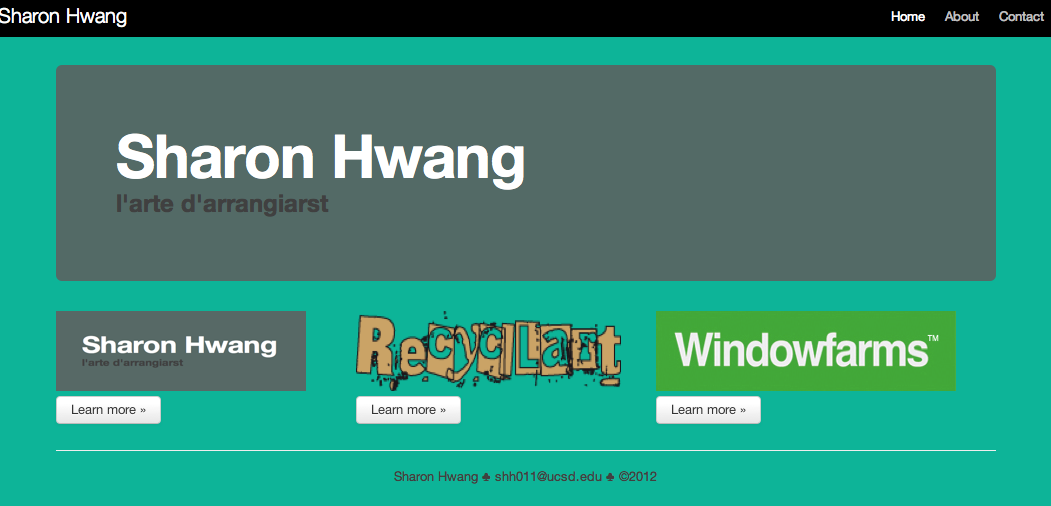 Sharon Hwang
Home About Contact
Sharon Hwang
l'arte d'arrangiarst
Sharon Hwang
l'arte d'arrangiarst
Recyclart
Windowfarms™
Learn more »
Learn more »
Learn more »
Sharon Hwang ♣ shh011@ucsd.edu ♣ ©2012